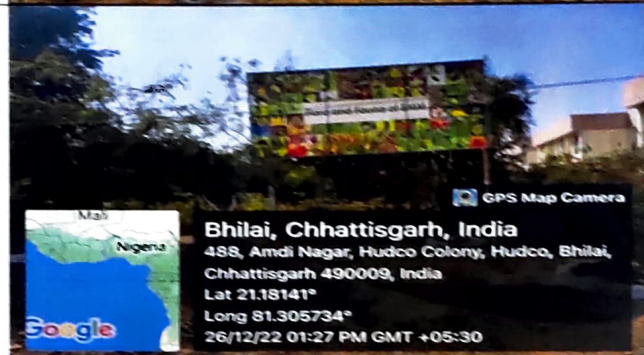 GPS Map Camera
Mali
Nigeria
Google
Bhilai, Chhattisgarh, India
488, Amdi Nagar, Hudco Colony, Hudco, Bhilai,
Chhattisgarh 490009, India
Lat 21.18141°
Long 81.305734°
26/12/22 01:27 PM GMT +05:30